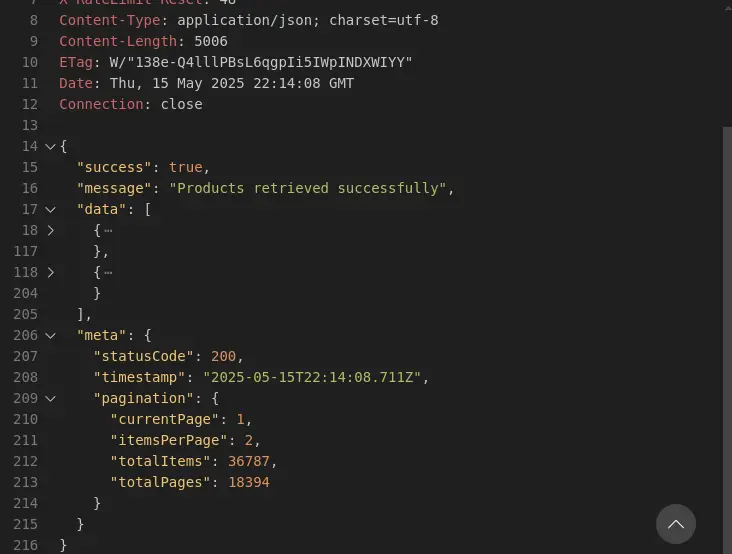 7 X-RateLimit-Reset: 48
8 Content-Type: application/json; charset=utf-8
9 Content-Length: 5006
10 ETag: W/"138e-Q4lllPBsL6qgpIi5IWpINDXWIYY"
11 Date: Thu, 15 May 2025 22:14:08 GMT
12 Connection: close
13
14 {
15 "success": true,
16 "message": "Products retrieved successfully",
17 "data": [
18 {⋯
117 },
118 {⋯
204 }
205 ],
206 "meta": {
207 "statusCode": 200,
208 "timestamp": "2025-05-15T22:14:08.711Z",
209 "pagination": {
210 "currentPage": 1,
211 "itemsPerPage": 2,
212 "totalItems": 36787,
213 "totalPages": 18394
214 }
215 }
216 }